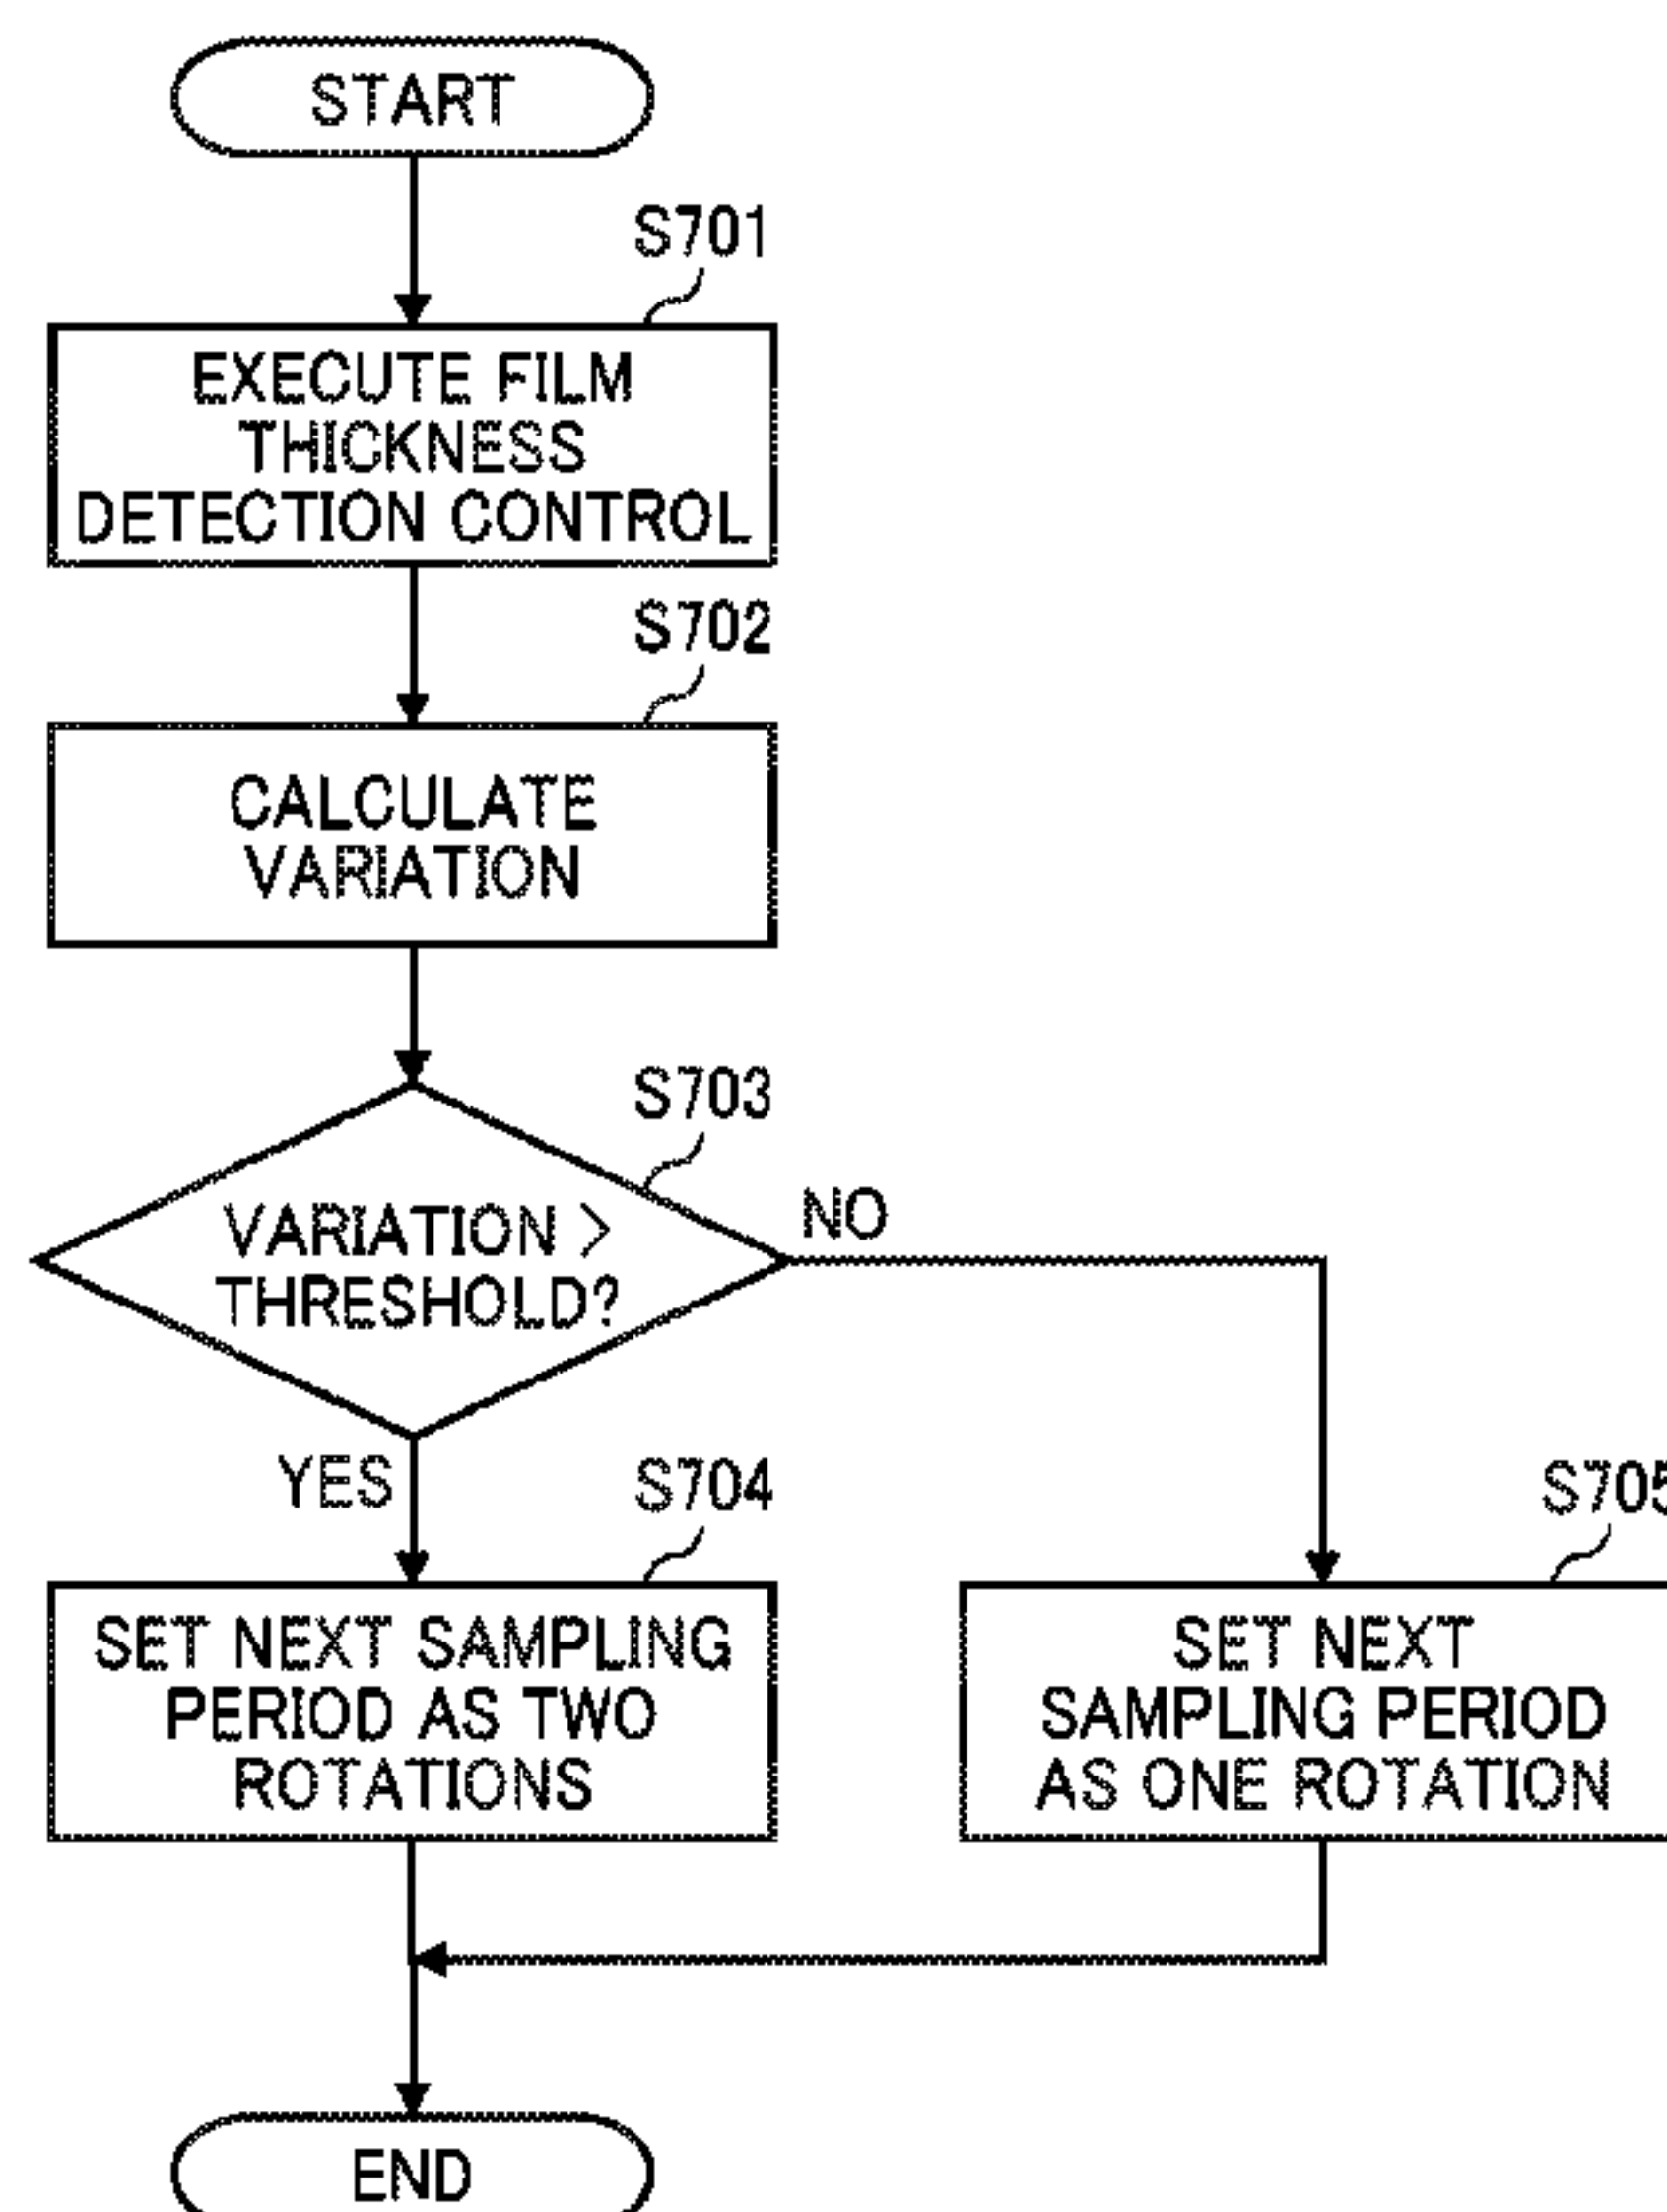 START
S701
EXECUTE FILM
THICKNESS
DETECTION CONTROL
S702
CALCULATE
VARIATION
S703
VARIATION >
THRESHOLD?
NO
YES
S704
S705
SET NEXT SAMPLING
PERIOD AS TWO
ROTATIONS
SET NEXT
SAMPLING PERIOD
AS ONE ROTATION
END